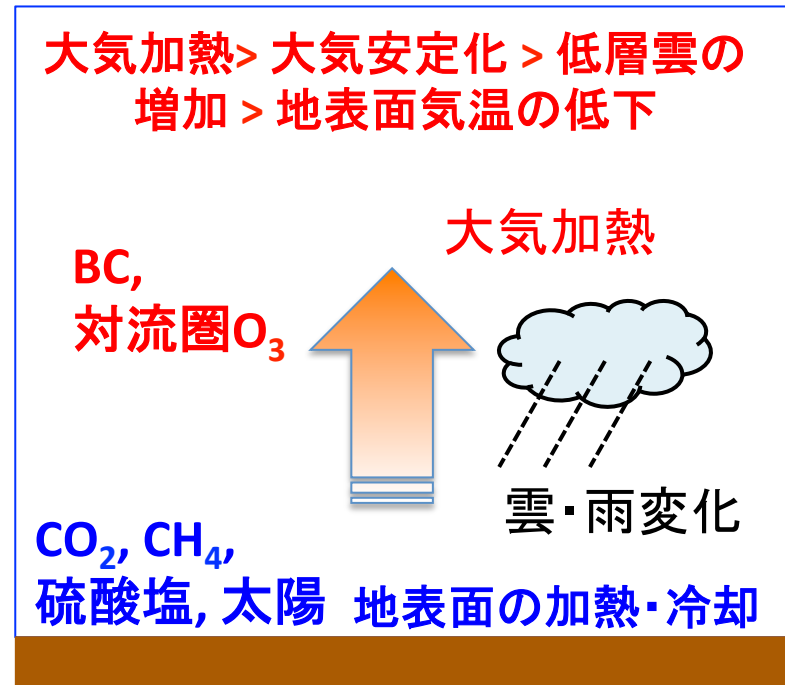 大気加熱> 大気安定化 > 低層雲の
増加 > 地表面気温の低下
大気加熱
BC,
対流圏O₃
雲・雨変化
CO₂, CH₄,
硫酸塩, 太陽
地表面の加熱・冷却